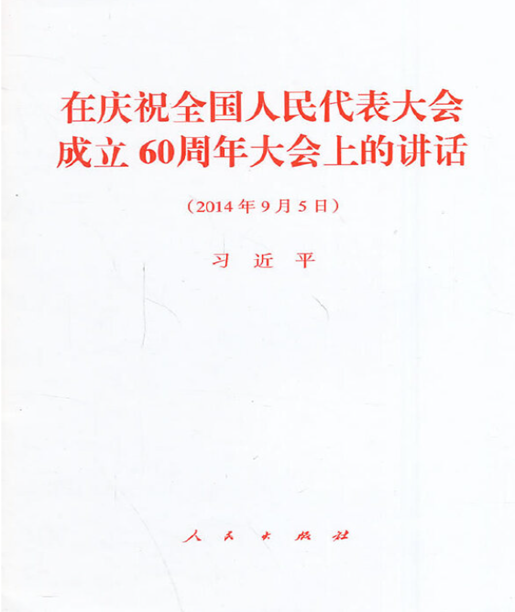 在庆祝全国人民代表大会
成立60周年大会上的讲话
（2014年9月5日）
习近平
人民出版社